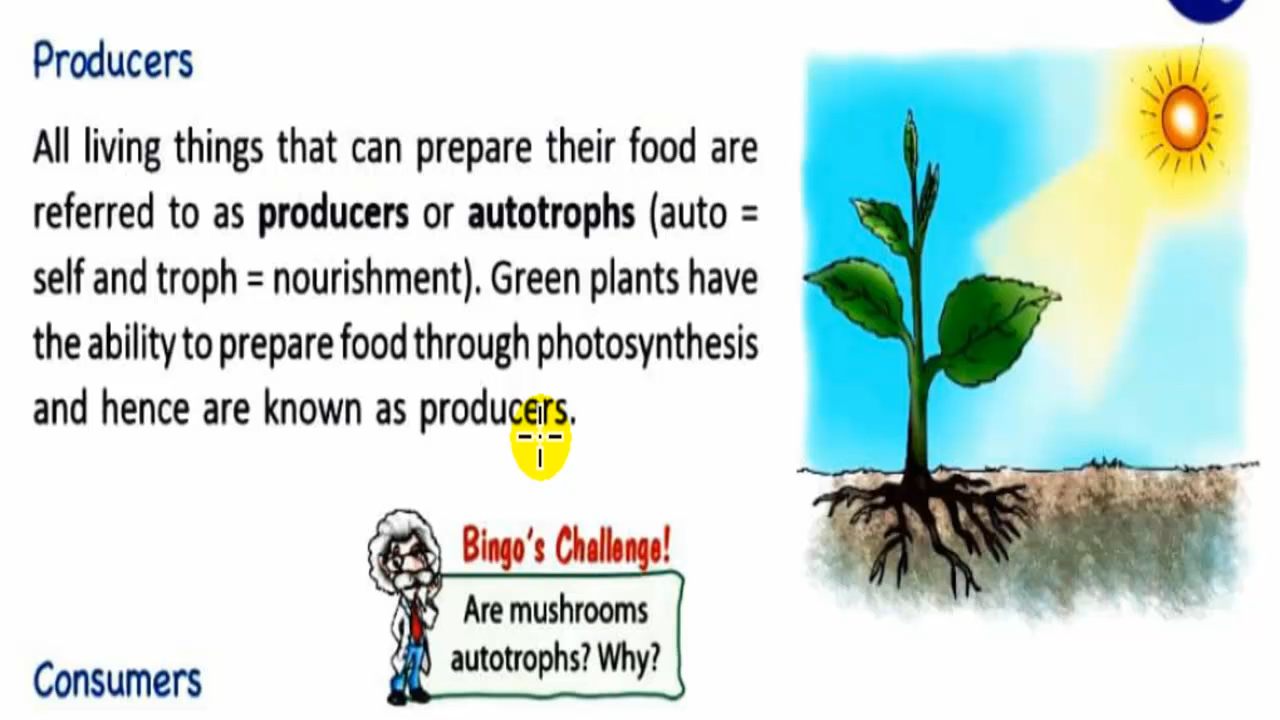 Producers
All living things that can prepare their food are
referred to as producers or autotrophs (auto =
self and troph = nourishment). Green plants have
the ability to prepare food through photosynthesis
and hence are known as producers.
Bingo's Challenge!
Are mushrooms
autotrophs? Why?
Consumers